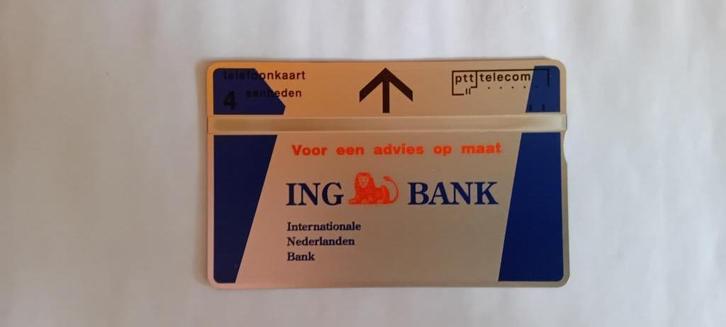 telefoonkaart
4 eenheden
ptt telecom
Voor een advies op maat
ING BANK
Internationale
Nederlanden
Bank